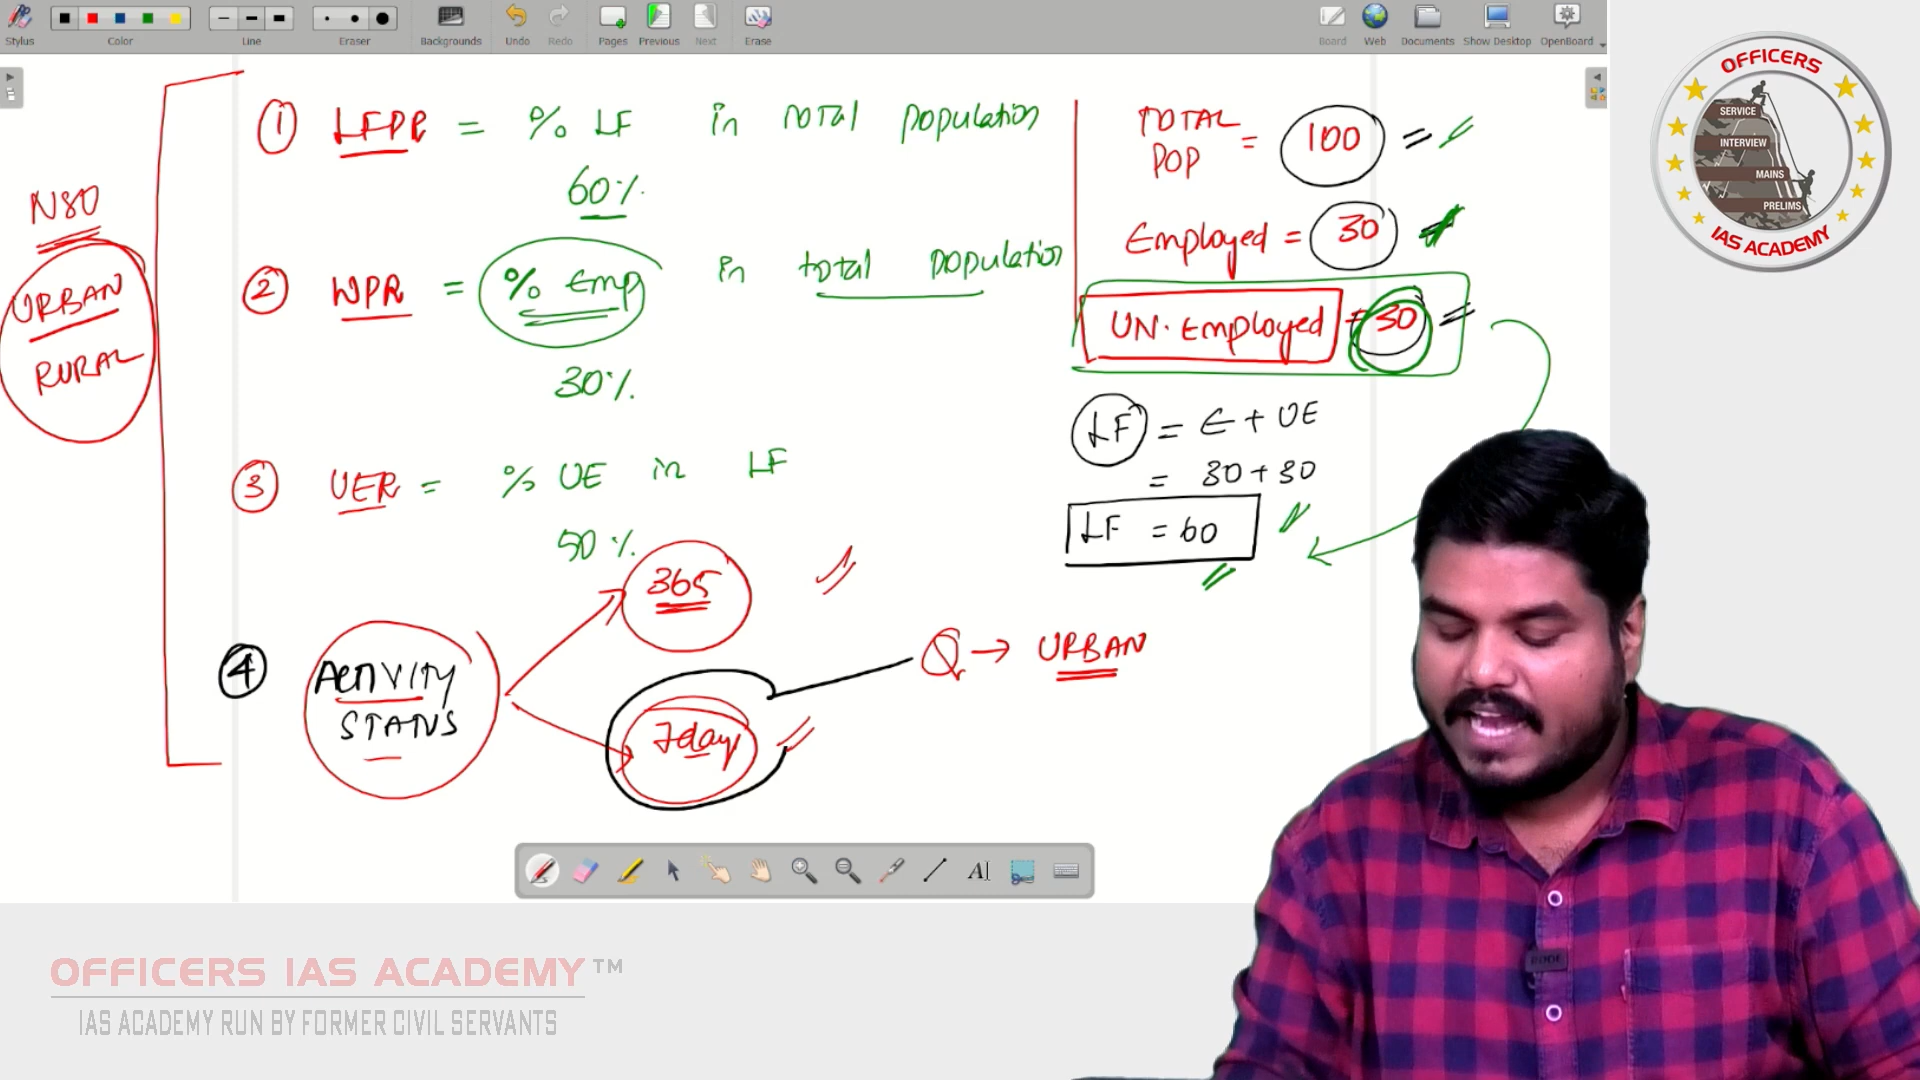 Stylus
Color
Line
Eraser
Backgrounds
Undo
Redo
Pages
Previous
Next
Erase
Board
Web
Documents
Show Desktop
OpenBoard
NSO
URBAN
RURAL
① LFPR = % LF in total population
60%.
② WPR = % Emp in total population
30%.
③ UER = % UE in LF
50%.
④ Activity
STATUS
365
7day
Q → URBAN
TOTAL
POP = 100
Employed = 30
UN. Employed = 30
LF = E + UE
= 30 + 30
LF = 60
OFFICERS
SERVICE
INTERVIEW
MAINS
PRELIMS
IAS ACADEMY
RODE
OFFICERS IAS ACADEMY™
IAS ACADEMY RUN BY FORMER CIVIL SERVANTS